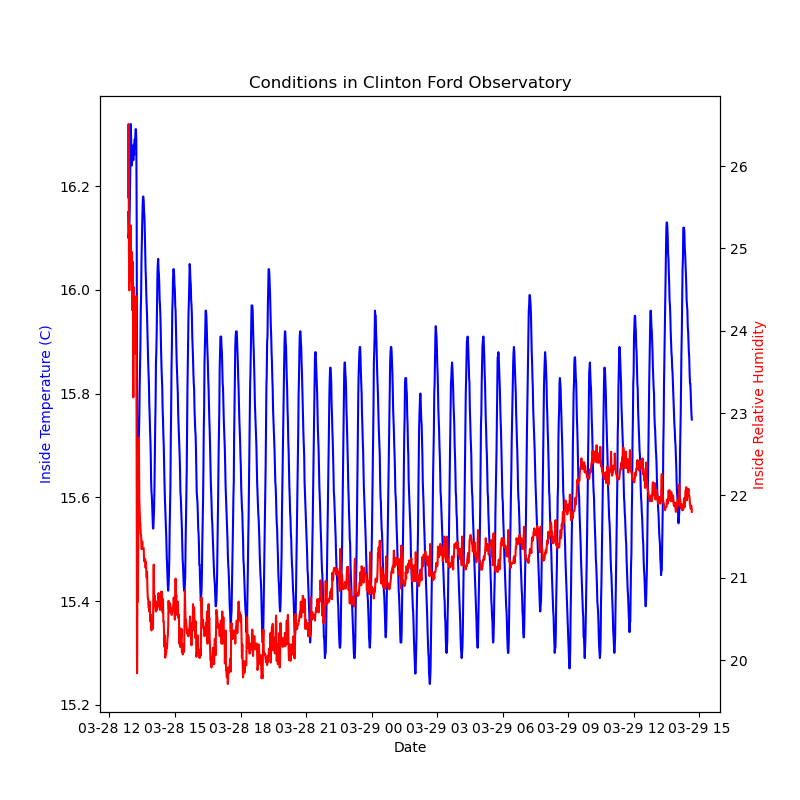 Conditions in Clinton Ford Observatory
16.2
16.0
15.8
15.6
15.4
15.2
Inside Temperature (C)
26
25
24
23
22
21
20
Inside Relative Humidity
03-28 12 03-28 15 03-28 18 03-28 21 03-29 00 03-29 03 03-29 06 03-29 09 03-29 12 03-29 15
Date